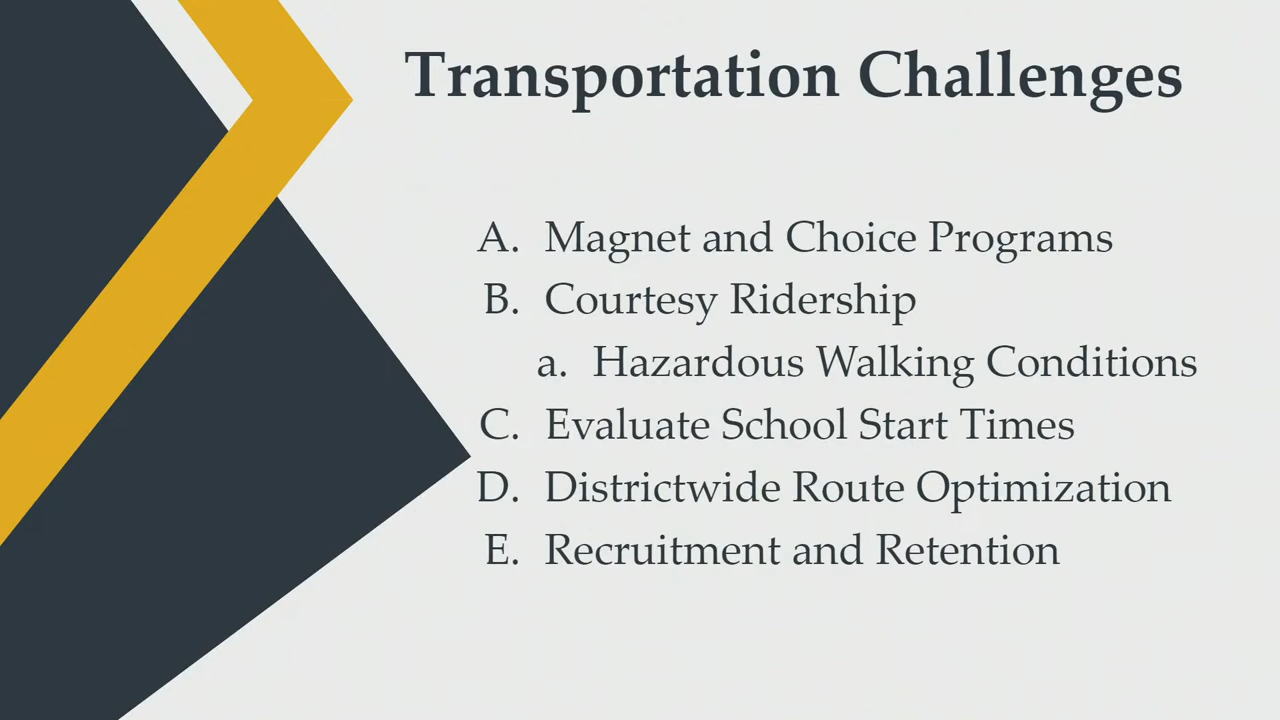 Transportation Challenges
A. Magnet and Choice Programs
B. Courtesy Ridership
a. Hazardous Walking Conditions
C. Evaluate School Start Times
D. Districtwide Route Optimization
E. Recruitment and Retention